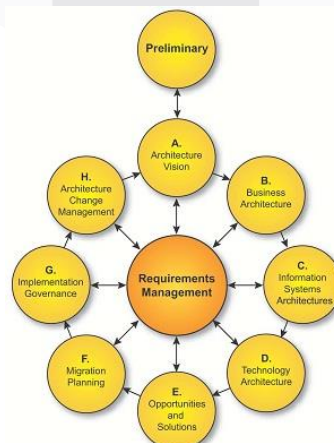 Preliminary
A.
Architecture
Vision
B.
Business
Architecture
C.
Information
Systems
Architectures
D.
Technology
Architecture
E.
Opportunities
and
Solutions
F.
Migration
Planning
G.
Implementation
Governance
H.
Architecture
Change
Management
Requirements
Management